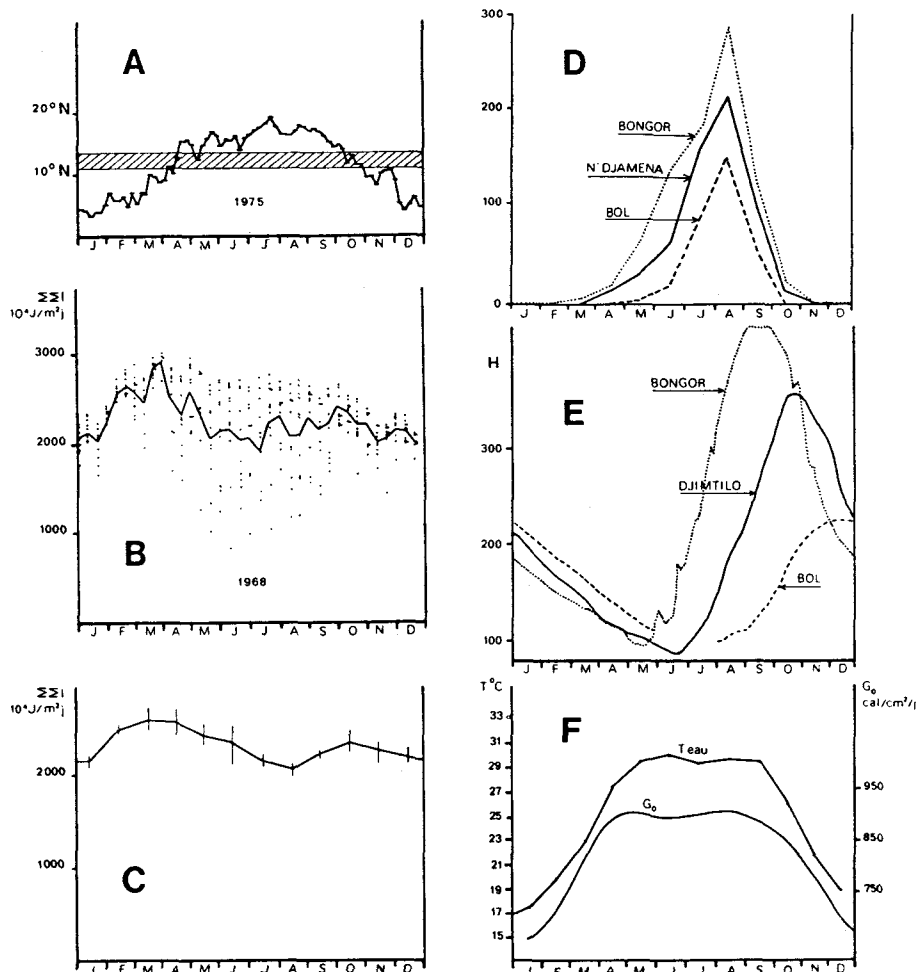 A
20°N
10°N
1975
J F M A M J J A S O N D
ΣΣI
10⁴J/m²j
3000
2000
1000
B
1968
J F M A M J J A S O N D
ΣΣI
10⁴J/m²j
2000
1000
C
J F M A M J J A S O N D
300
D
BONGOR
200
N'DJAMENA
BOL
100
0
J F M A M J J A S O N D
H
BONGOR
E
300
DJIMTILO
200
BOL
100
J F M A M J J A S O N D
T°C
G₀
cal/cm²/j
33
F
31
T eau
29
27
950
25
G₀
23
850
21
19
750
17
15
J F M A M J J A S O N D